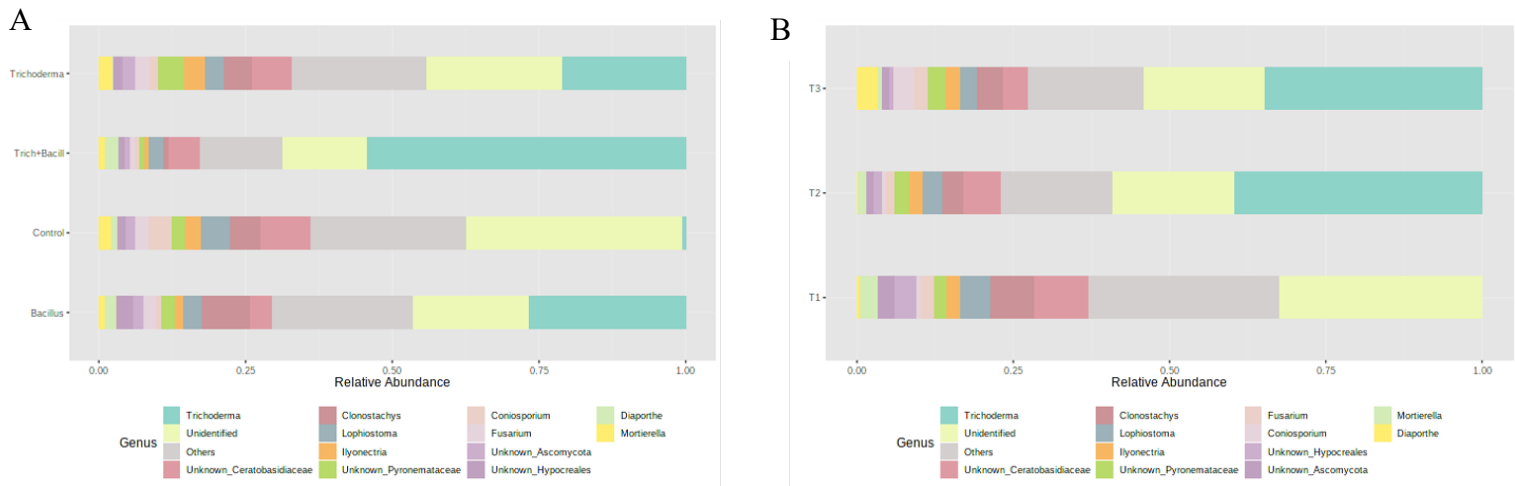 A
Trichoderma
Trich+Bacill
Control
Bacillus
0.00 0.25 0.50 0.75 1.00
Relative Abundance
Genus
Trichoderma Clonostachys Coniosporium Diaporthe
Unidentified Lophiostoma Fusarium Mortierella
Others Ilyonectria Unknown_Ascomycota
Unknown_Ceratobasidiaceae Unknown_Pyronemataceae Unknown_Hypocreales
B
T3
T2
T1
0.00 0.25 0.50 0.75 1.00
Relative Abundance
Genus
Trichoderma Clonostachys Fusarium Mortierella
Unidentified Lophiostoma Coniosporium Diaporthe
Others Ilyonectria Unknown_Hypocreales
Unknown_Ceratobasidiaceae Unknown_Pyronemataceae Unknown_Ascomycota